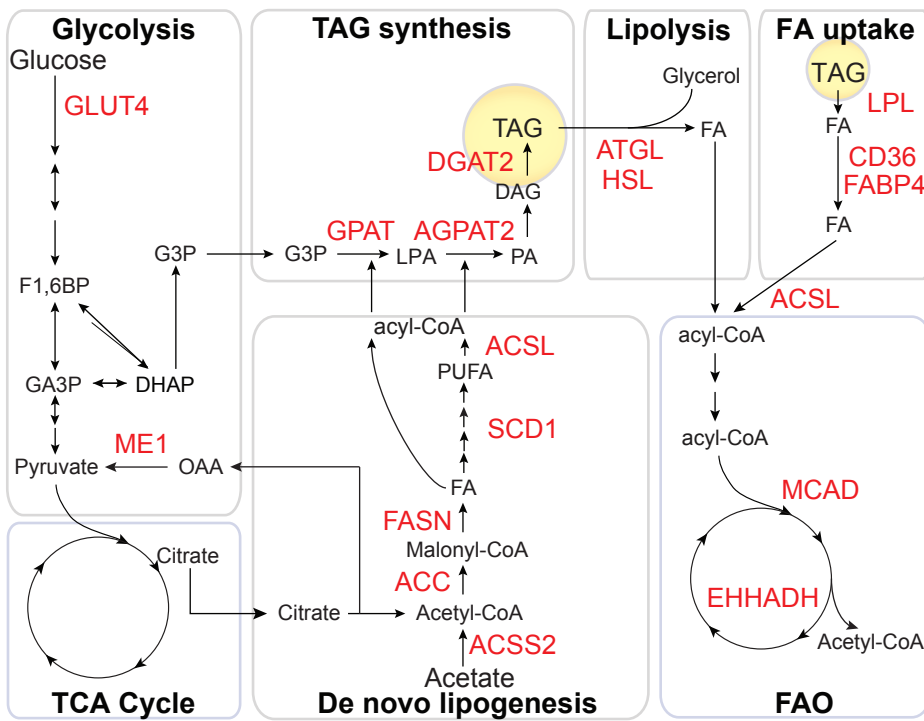 Glycolysis
Glucose
GLUT4
F1,6BP
G3P
GA3P
DHAP
ME1
Pyruvate
OAA
TCA Cycle
Citrate
TAG synthesis
TAG
DGAT2
DAG
GPAT
AGPAT2
G3P
LPA
PA
acyl-CoA
ACSL
PUFA
SCD1
FA
FASN
Malonyl-CoA
ACC
Citrate
Acetyl-CoA
ACSS2
Acetate
De novo lipogenesis
Lipolysis
Glycerol
FA
ATGL
HSL
FA uptake
TAG
LPL
FA
CD36
FABP4
FA
ACSL
acyl-CoA
acyl-CoA
MCAD
EHHADH
Acetyl-CoA
FAO